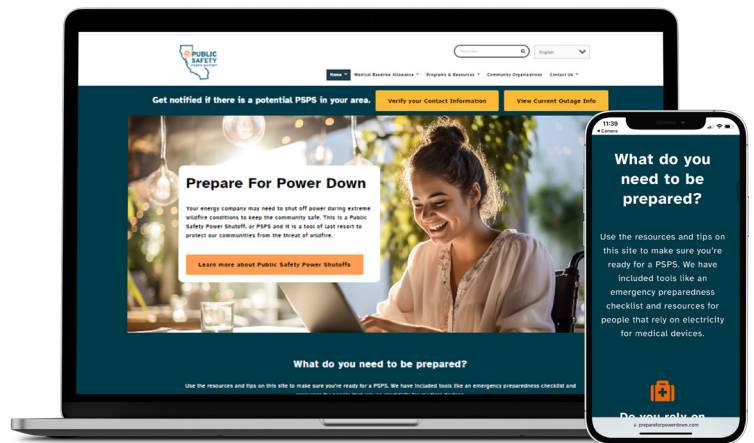 PUBLIC
SAFETY
POWER SHUTOFF
English
Home
Medical Baseline Allowance
Programs & Resources
Community Organizations
Contact Us
Get notified if there is a potential PSPS in your area.
Verify your Contact Information
View Current Outage Info
Prepare For Power Down
Your energy company may need to shut off power during extreme
wildfire conditions to keep the community safe. This is a Public
Safety Power Shutoff, or PSPS and it is a tool of last resort to
protect our communities from the threat of wildfire.
Learn more about Public Safety Power Shutoffs
What do you need to be prepared?
Use the resources and tips on this site to make sure you're ready for a PSPS. We have included tools like an emergency preparedness checklist and
11:39
Camera
What do you
need to be
prepared?
Use the resources and tips on
this site to make sure you're
ready for a PSPS. We have
included tools like an
emergency preparedness
checklist and resources for
people that rely on electricity
for medical devices.
Do you rely on
prepareforpowerdown.com